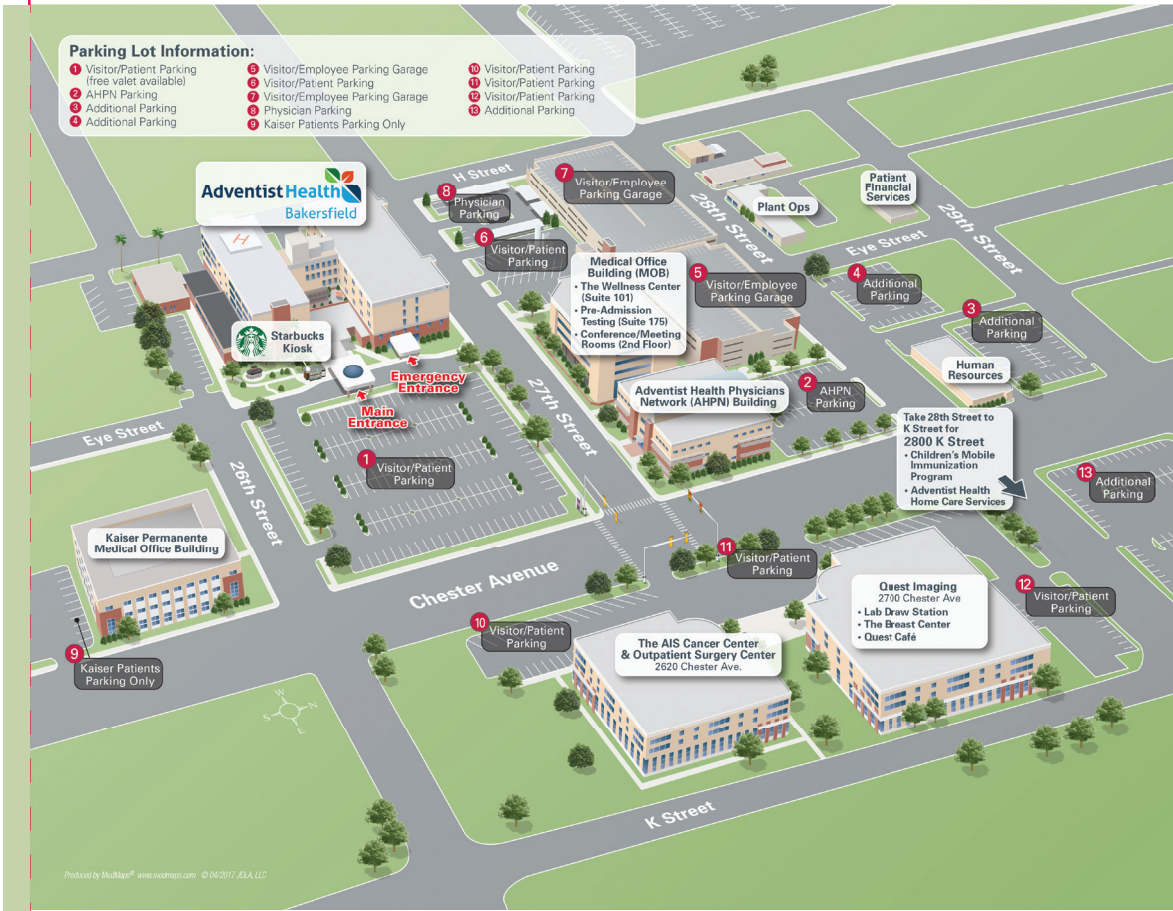 Parking Lot Information:
1 Visitor/Patient Parking
(free valet available)
2 AHPN Parking
3 Additional Parking
4 Additional Parking
5 Visitor/Employee Parking Garage
6 Visitor/Patient Parking
7 Visitor/Employee Parking Garage
8 Physician Parking
9 Kaiser Patients Parking Only
10 Visitor/Patient Parking
11 Visitor/Patient Parking
12 Visitor/Patient Parking
13 Additional Parking
Adventist Health
Bakersfield
H
H Street
8
Physician
Parking
7
Visitor/Employee
Parking Garage
6
Visitor/Patient
Parking
28th Street
Plant Ops
Patient
Financial
Services
29th Street
Eye Street
Medical Office
Building (MOB)
• The Wellness Center
(Suite 101)
• Pre-Admission
Testing (Suite 175)
• Conference/Meeting
Rooms (2nd Floor)
5
Visitor/Employee
Parking Garage
4
Additional
Parking
3
Additional
Parking
Starbucks
Kiosk
Emergency
Entrance
Main
Entrance
27th Street
Adventist Health Physicians
Network (AHPN) Building
2
AHPN
Parking
Human
Resources
Take 28th Street to
K Street for
2800 K Street
• Children's Mobile
Immunization
Program
• Adventist Health
Home Care Services
13
Additional
Parking
Eye Street
26th Street
1
Visitor/Patient
Parking
Kaiser Permanente
Medical Office Building
Chester Avenue
11
Visitor/Patient
Parking
Quest Imaging
2700 Chester Ave
• Lab Draw Station
• The Breast Center
• Quest Café
12
Visitor/Patient
Parking
10
Visitor/Patient
Parking
The AIS Cancer Center
& Outpatient Surgery Center
2620 Chester Ave.
9
Kaiser Patients
Parking Only
W
N
S
E
K Street
Produced by MedMaps® www.medmaps.com © 04/2017 JDLA, LLC